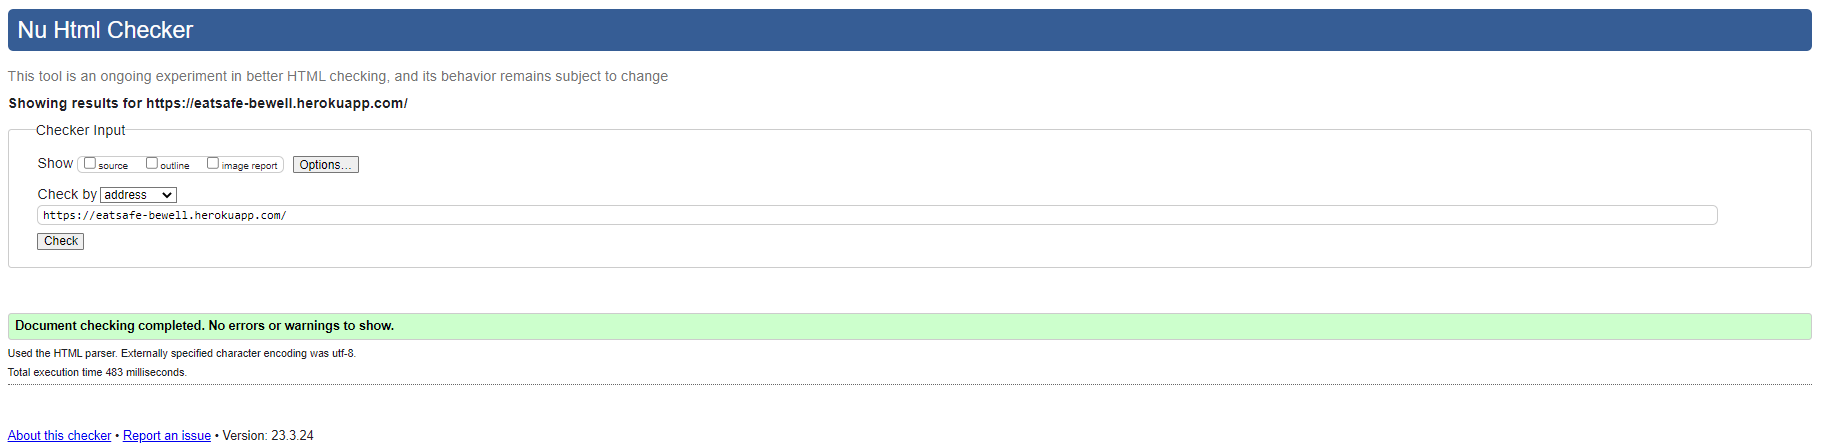 Nu Html Checker
This tool is an ongoing experiment in better HTML checking, and its behavior remains subject to change
Showing results for https://eatsafe-bewell.herokuapp.com/
Checker Input
Show source outline image report Options...
Check by address
https://eatsafe-bewell.herokuapp.com/
Check
Document checking completed. No errors or warnings to show.
Used the HTML parser. Externally specified character encoding was utf-8.
Total execution time 483 milliseconds.
About this checker • Report an issue • Version: 23.3.24